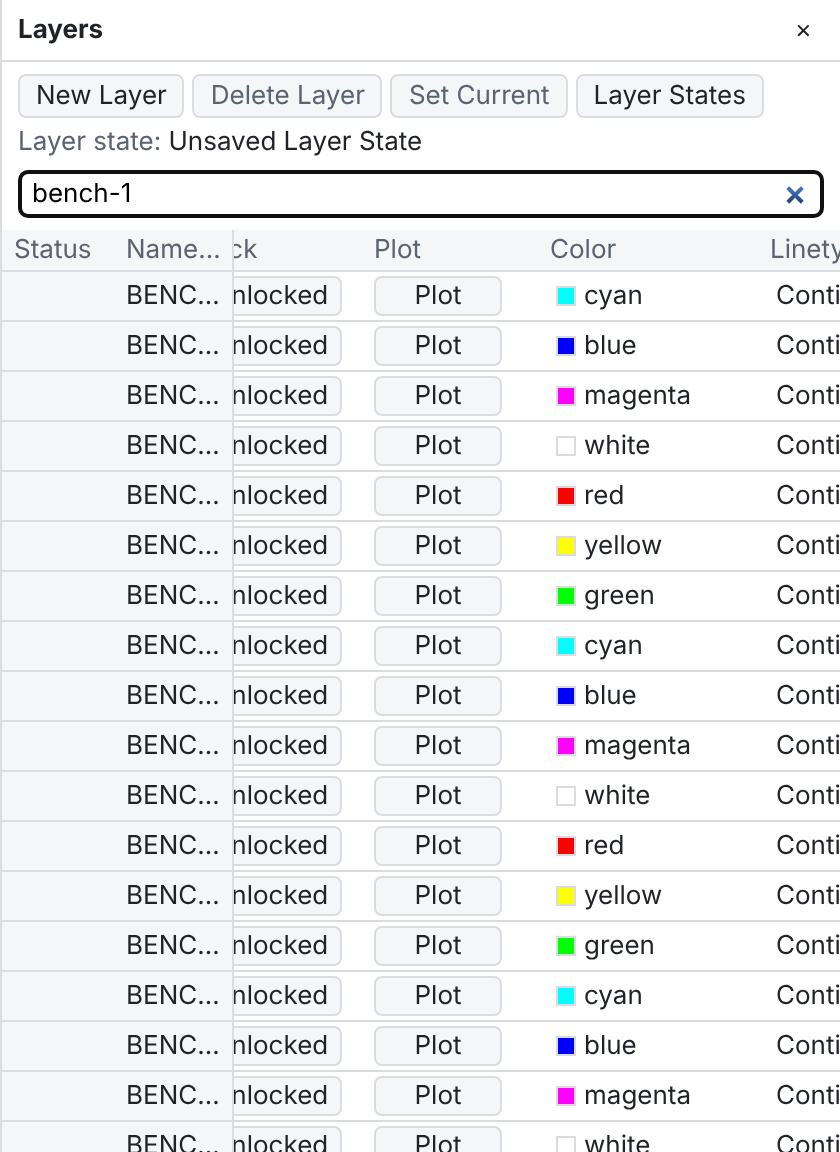 Layers ×
New Layer Delete Layer Set Current Layer States
Layer state: Unsaved Layer State
bench-1
Status Name... ck Plot Color Linety
BENC... nlocked Plot cyan Conti
BENC... nlocked Plot blue Conti
BENC... nlocked Plot magenta Conti
BENC... nlocked Plot white Conti
BENC... nlocked Plot red Conti
BENC... nlocked Plot yellow Conti
BENC... nlocked Plot green Conti
BENC... nlocked Plot cyan Conti
BENC... nlocked Plot blue Conti
BENC... nlocked Plot magenta Conti
BENC... nlocked Plot white Conti
BENC... nlocked Plot red Conti
BENC... nlocked Plot yellow Conti
BENC... nlocked Plot green Conti
BENC... nlocked Plot cyan Conti
BENC... nlocked Plot blue Conti
BENC... nlocked Plot magenta Conti
BENC... nlocked Plot white Conti